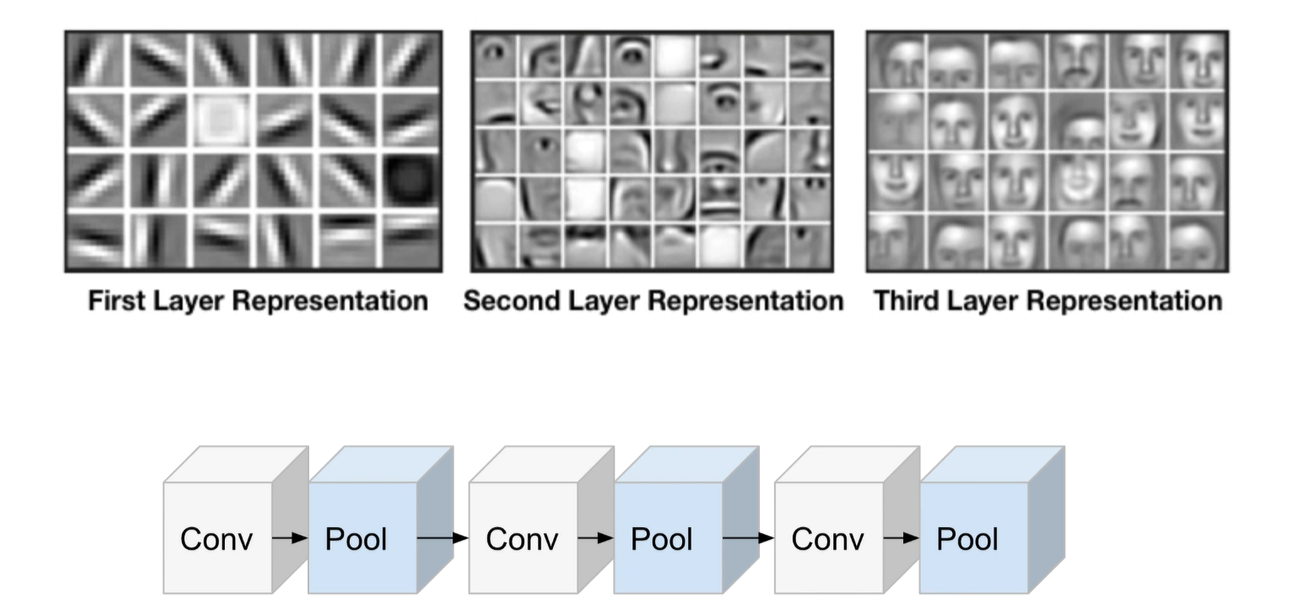 First Layer Representation
Second Layer Representation
Third Layer Representation
Conv
Pool
Conv
Pool
Conv
Pool